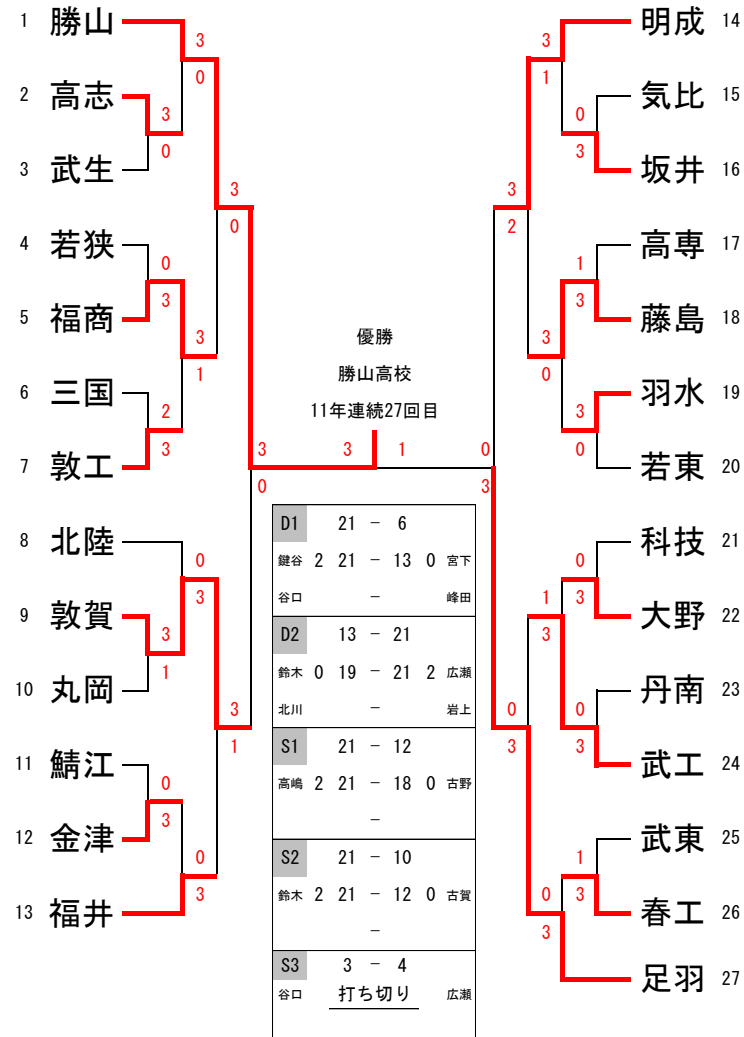 1 勝山
3
0
2 高志
3
0
3 武生
3
0
4 若狭
0
3
5 福商
3
1
6 三国
2
3
7 敦工
3
0
8 北陸
0
3
9 敦賀
3
1
10 丸岡
3
1
11 鯖江
0
3
12 金津
0
3
13 福井
優勝
勝山高校
11年連続27回目
3 1
D1 21 − 6
鍵谷 2 21 − 13 0 宮下
谷口 − 峰田
D2 13 − 21
鈴木 0 19 − 21 2 広瀬
北川 − 岩上
S1 21 − 12
高嶋 2 21 − 18 0 古野
−
S2 21 − 10
鈴木 2 21 − 12 0 古賀
−
S3 3 − 4
谷口 打ち切り 広瀬
明成 14
3
1
気比 15
0
3
坂井 16
3
2
高専 17
1
3
藤島 18
3
0
羽水 19
3
0
若東 20
0
3
科技 21
0
3
大野 22
1
3
丹南 23
0
3
武工 24
0
3
武東 25
1
3
春工 26
0
3
足羽 27